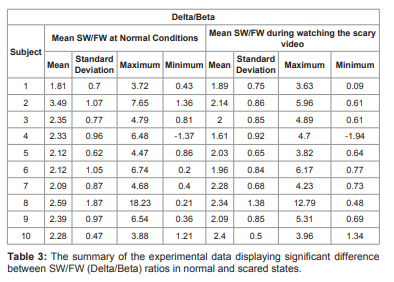 Delta/Beta
Subject Mean SW/FW at Normal Conditions Mean SW/FW during watching the scary video
Mean Standard Deviation Maximum Minimum Mean Standard Deviation Maximum Minimum
1 1.81 0.7 3.72 0.43 1.89 0.75 3.63 0.09
2 3.49 1.07 7.65 1.36 2.14 0.86 5.96 0.61
3 2.35 0.77 4.79 0.81 2 0.85 4.89 0.61
4 2.33 0.96 6.48 -1.37 1.61 0.92 4.7 -1.94
5 2.12 0.62 4.47 0.86 2.03 0.65 3.82 0.64
6 2.12 1.05 6.74 0.2 1.96 0.84 6.17 0.77
7 2.09 0.87 4.68 0.4 2.28 0.68 4.23 0.73
8 2.59 1.87 18.23 0.21 2.34 1.38 12.79 0.48
9 2.39 0.97 6.54 0.36 2.09 0.85 5.31 0.69
10 2.28 0.47 3.88 1.21 2.4 0.5 3.96 1.34
Table 3: The summary of the experimental data displaying significant difference
between SW/FW (Delta/Beta) ratios in normal and scared states.